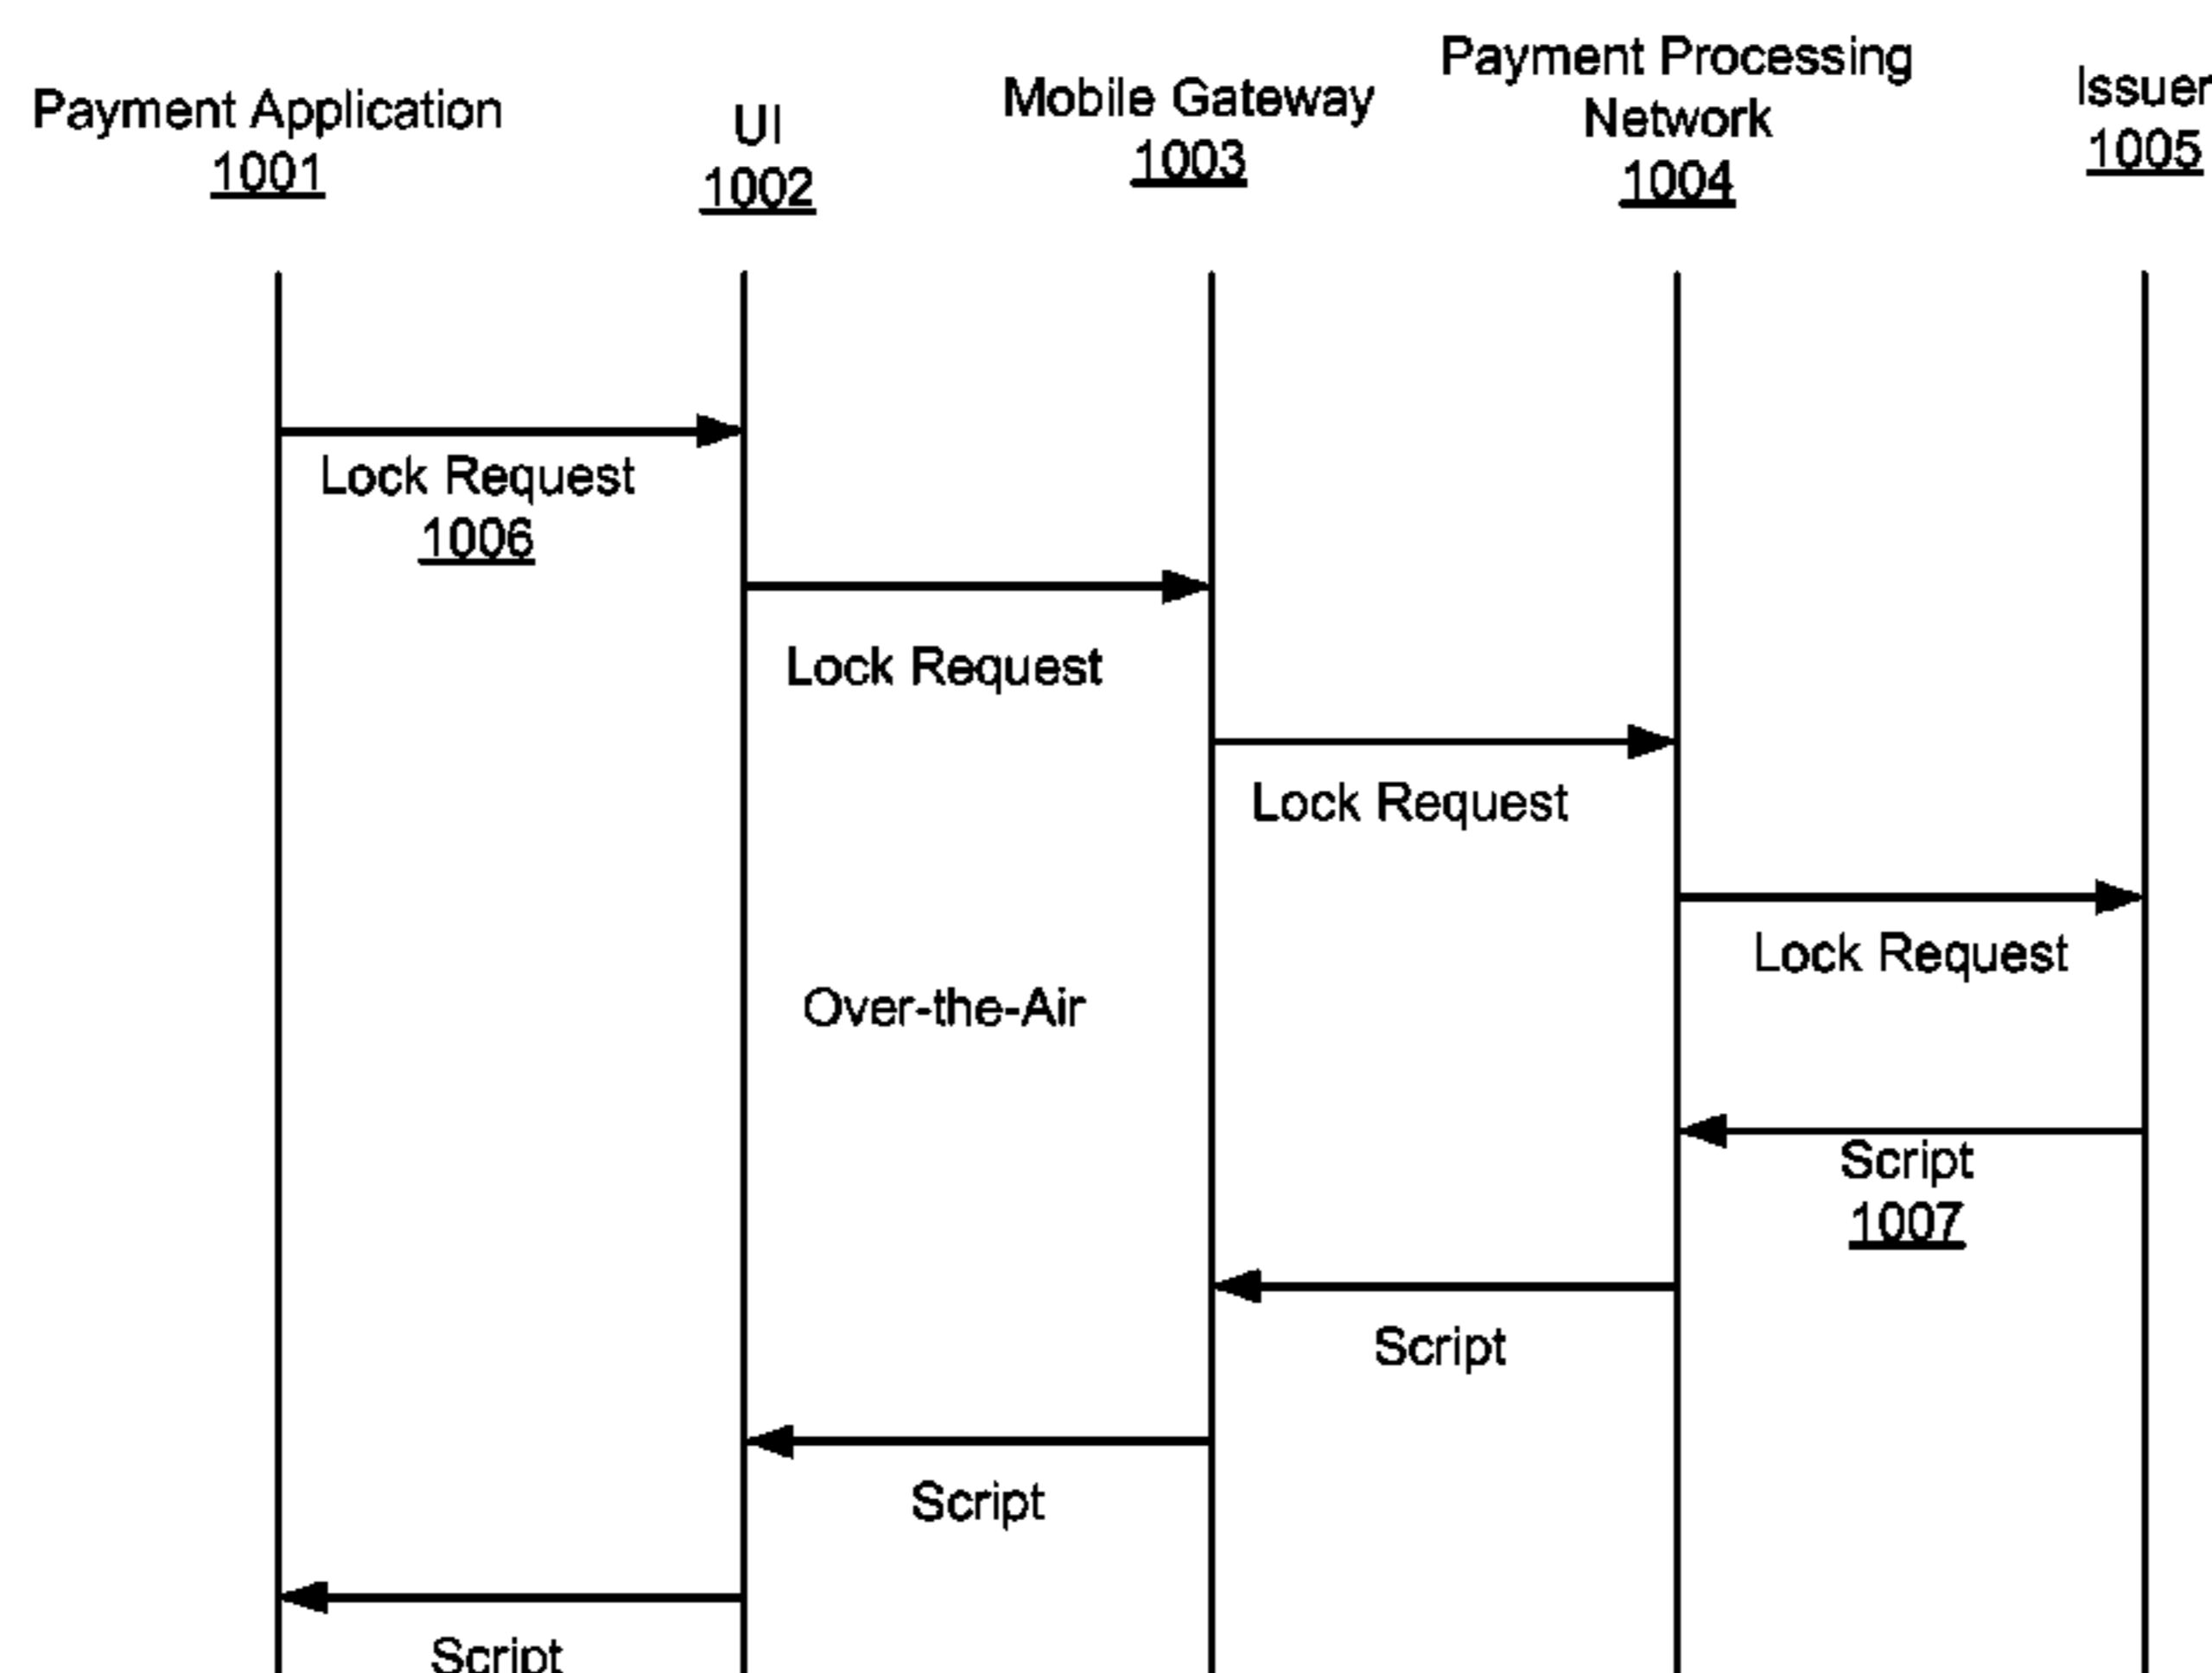 Payment Application
1001
UI
1002
Mobile Gateway
1003
Payment Processing
Network
1004
Issuer
1005
Lock Request
1006
Lock Request
Lock Request
Lock Request
Over-the-Air
Script
1007
Script
Script
Script